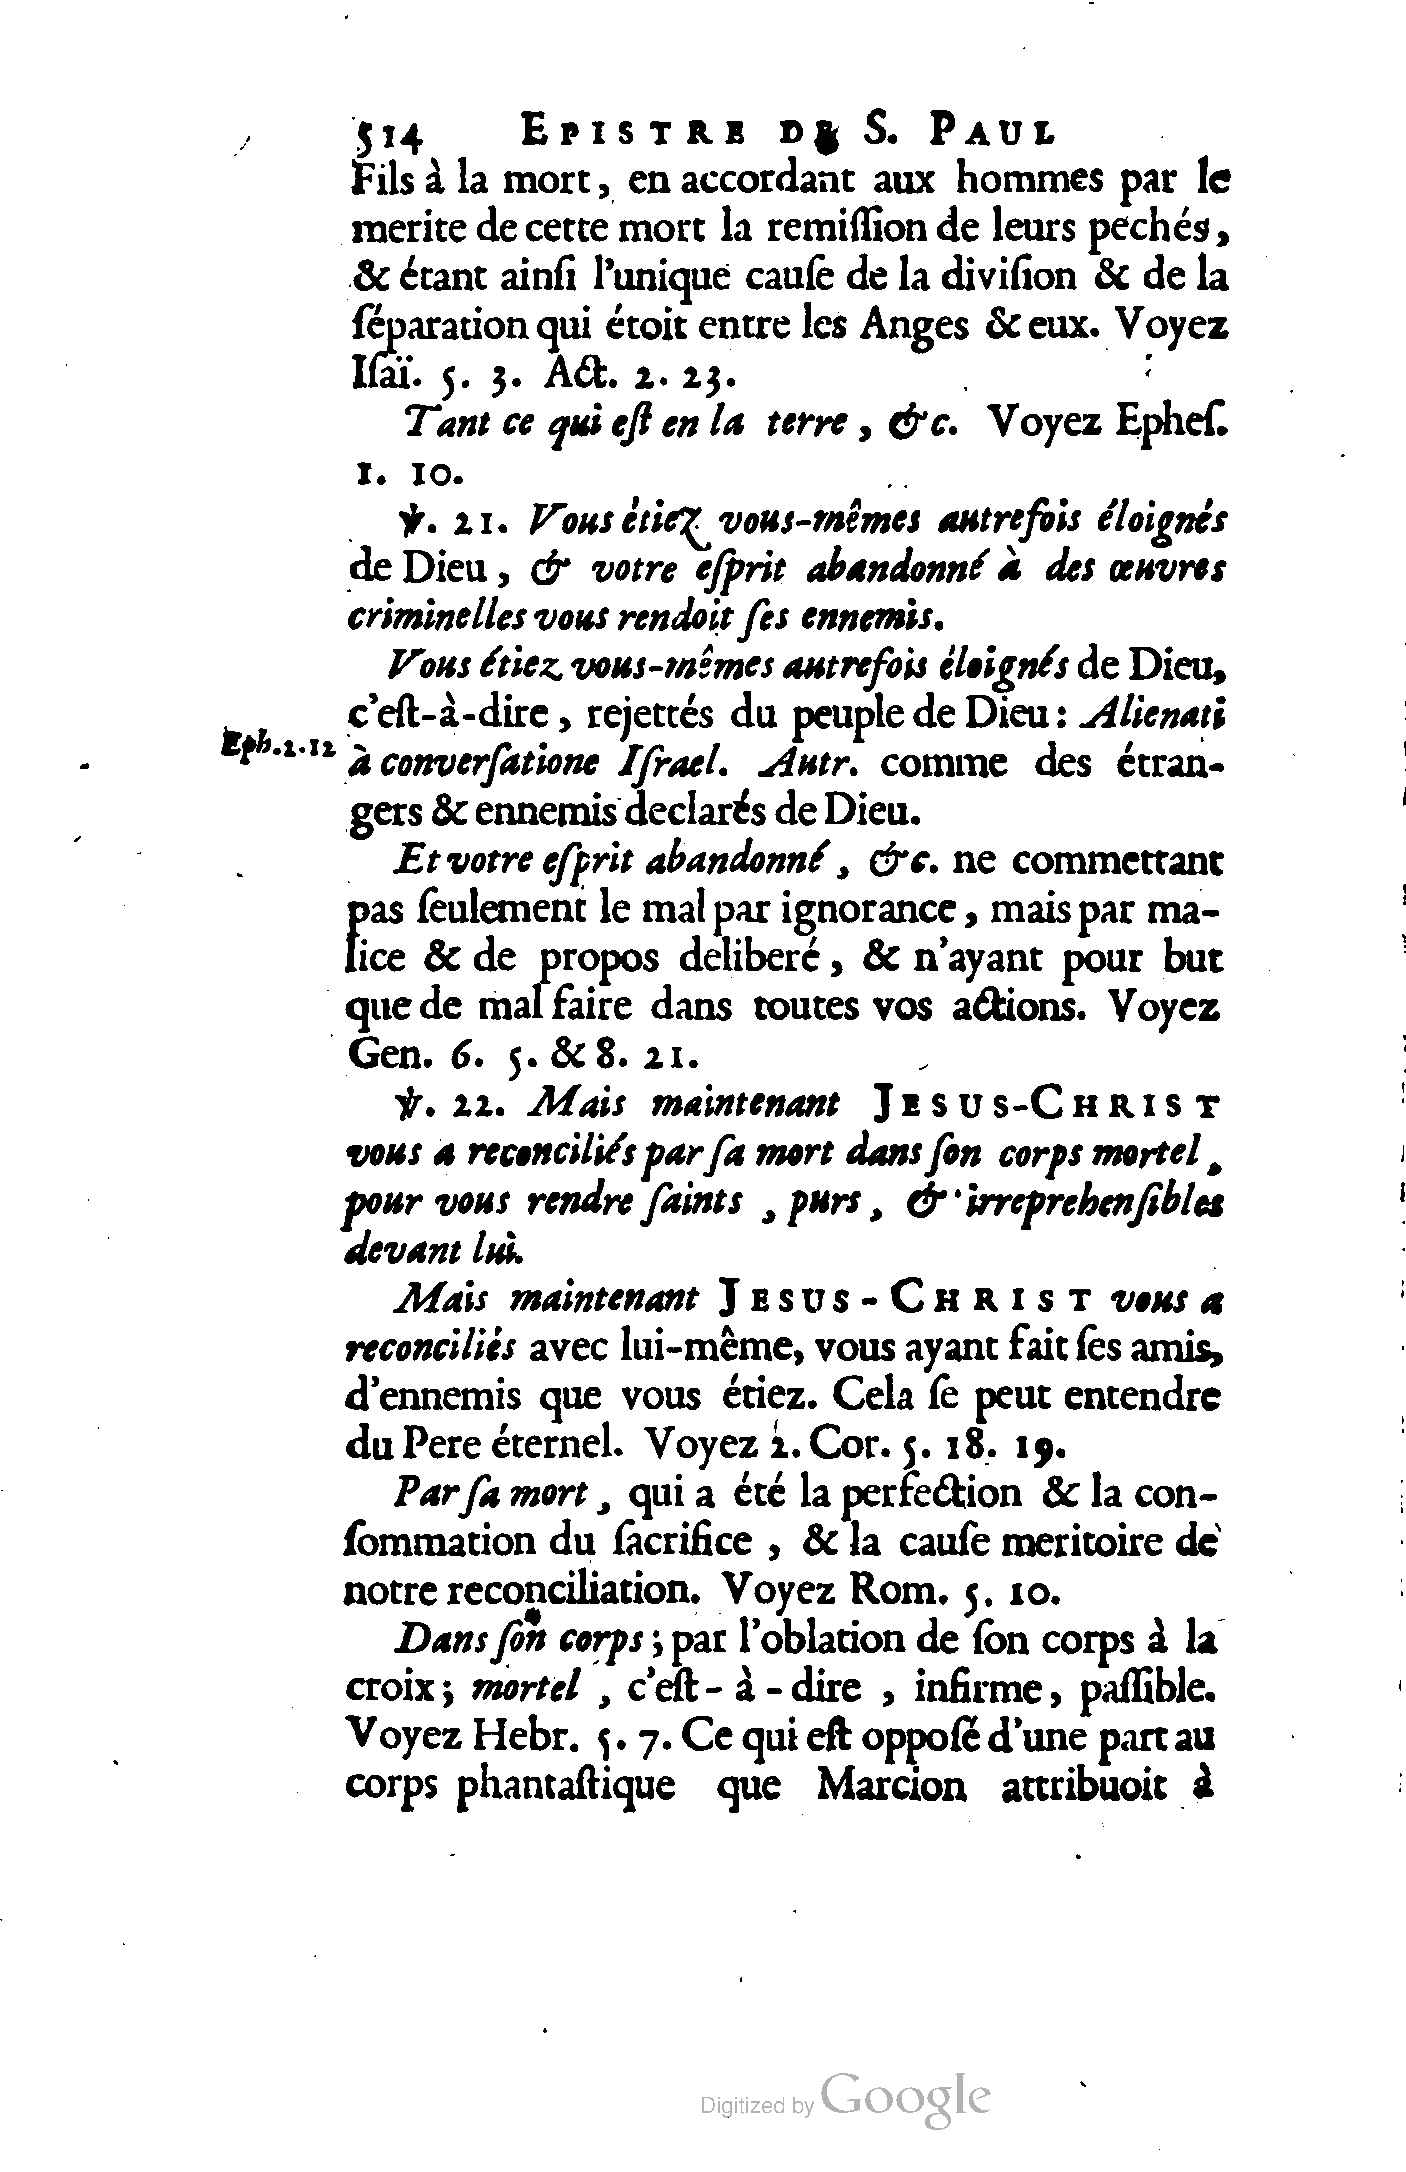 514 EPISTRE DE S. PAUL
Fils à la mort, en accordant aux hommes par le
merite de cette mort la remiſſion de leurs pechés,
& étant ainſi l'unique cauſe de la diviſion & de la
ſéparation qui étoit entre les Anges & eux. Voyez
Iſaï. 5. 3. Act. 2. 23.
Tant ce qui eſt en la terre, &c. Voyez Epheſ.
1. 10.
℣. 21. Vous étiez vous-mêmes autrefois éloignés
de Dieu, & votre eſprit abandonné à des œuvres
criminelles vous rendoit ſes ennemis.
Vous étiez vous-mêmes autrefois éloignés de Dieu,
c'eſt-à-dire, rejettés du peuple de Dieu: Alienati
Eph. 2. 12
à converſatione Iſrael. Autr. comme des étran-
gers & ennemis declarés de Dieu.
Et votre eſprit abandonné, &c. ne commettant
pas ſeulement le mal par ignorance, mais par ma-
lice & de propos deliberé, & n'ayant pour but
que de mal faire dans toutes vos actions. Voyez
Gen. 6. 5. & 8. 21.
℣. 22. Mais maintenant JESUS-CHRIST
vous a reconciliés par ſa mort dans ſon corps mortel,
pour vous rendre ſaints, purs, & irreprehenſibles
devant lui.
Mais maintenant JESUS-CHRIST vous a
reconciliés avec lui-même, vous ayant fait ſes amis,
d'ennemis que vous étiez. Cela ſe peut entendre
du Pere éternel. Voyez 2. Cor. 5. 18. 19.
Par ſa mort, qui a été la perfection & la con-
ſommation du ſacrifice, & la cauſe meritoire de
notre reconciliation. Voyez Rom. 5. 10.
Dans ſon corps; par l'oblation de ſon corps à la
croix; mortel, c'eſt-à-dire, infirme, paſſible.
Voyez Hebr. 5. 7. Ce qui eſt oppoſé d'une part au
corps phantaſtique que Marcion attribuoit à
Digitized by Google